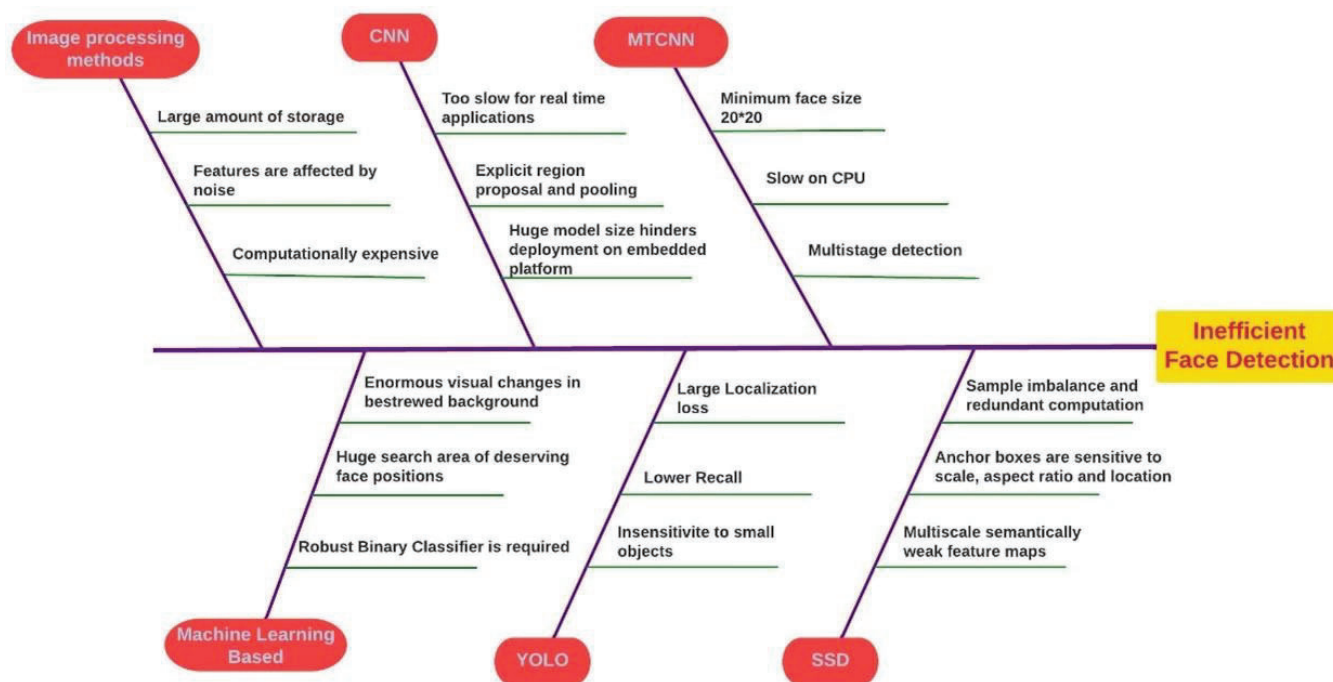 Image processing
methods
Large amount of storage
Features are affected by
noise
Computationally expensive
CNN
Too slow for real time
applications
Explicit region
proposal and pooling
Huge model size hinders
deployment on embedded
platform
MTCNN
Minimum face size
20*20
Slow on CPU
Multistage detection
Inefficient
Face Detection
Enormous visual changes in
bestrewed background
Huge search area of deserving
face positions
Robust Binary Classifier is required
Machine Learning
Based
Large Localization
loss
Lower Recall
Insensitivite to small
objects
YOLO
Sample imbalance and
redundant computation
Anchor boxes are sensitive to
scale, aspect ratio and location
Multiscale semantically
weak feature maps
SSD